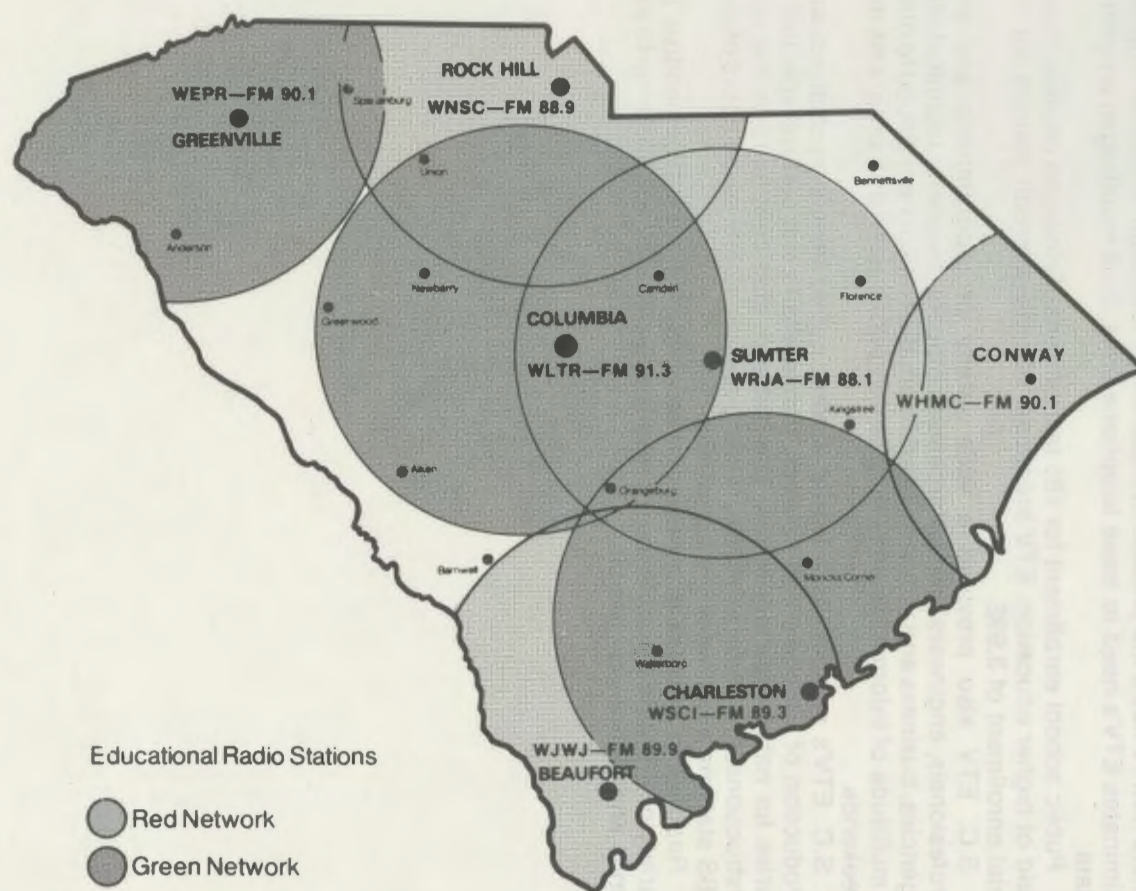 ROCK HILL
WNSC—FM 88.9
WEPR—FM 90.1
GREENVILLE
Spartanburg
Union
Bennettsville
Anderson
Newberry
Camden
Florence
Greenwood
COLUMBIA
WLTR—FM 91.3
SUMTER
WRJA—FM 88.1
CONWAY
WHMC—FM 90.1
Kingstree
Aiken
Orangeburg
Barnwell
Moncks Corner
Walterboro
CHARLESTON
WSCI—FM 89.3
WJWJ—FM 89.9
BEAUFORT
Educational Radio Stations
Red Network
Green Network